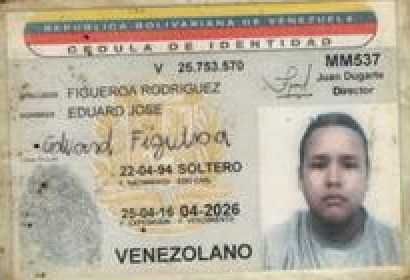 REPUBLICA BOLIVARIANA DE VENEZUELA
CEDULA DE IDENTIDAD
V 25.753.570
MM537
Juan Dugarte
Director
APELLIDOS FIGUEROA RODRIGUEZ
NOMBRES EDUARD JOSE
Eduard Figueroa
22-04-94 SOLTERO
F. NACIMIENTO EDO CIVIL
25-04-16 04-2026
F. EXPEDICION F. VENCIMIENTO
VENEZOLANO